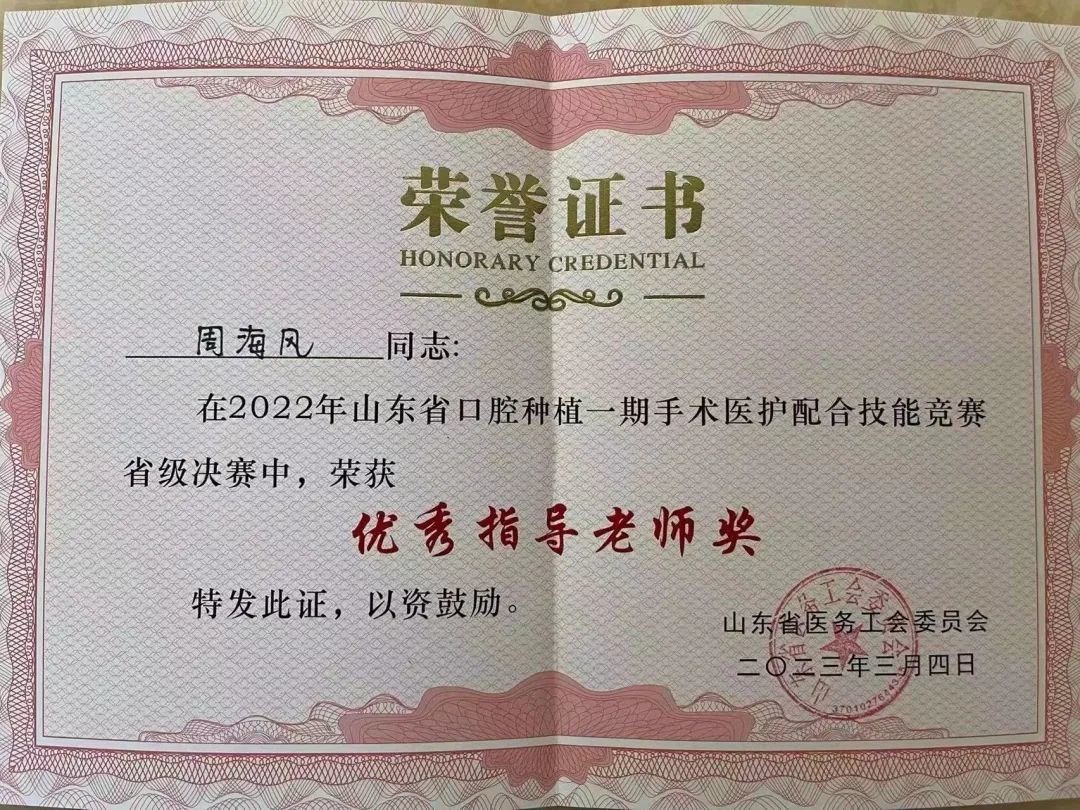 荣誉证书
HONORARY CREDENTIAL
周海风 同志:
在2022年山东省口腔种植一期手术医护配合技能竞赛
省级决赛中，荣获
优秀指导老师奖
特发此证，以资鼓励。
山东省医务工会委员会
二〇二三年三月四日